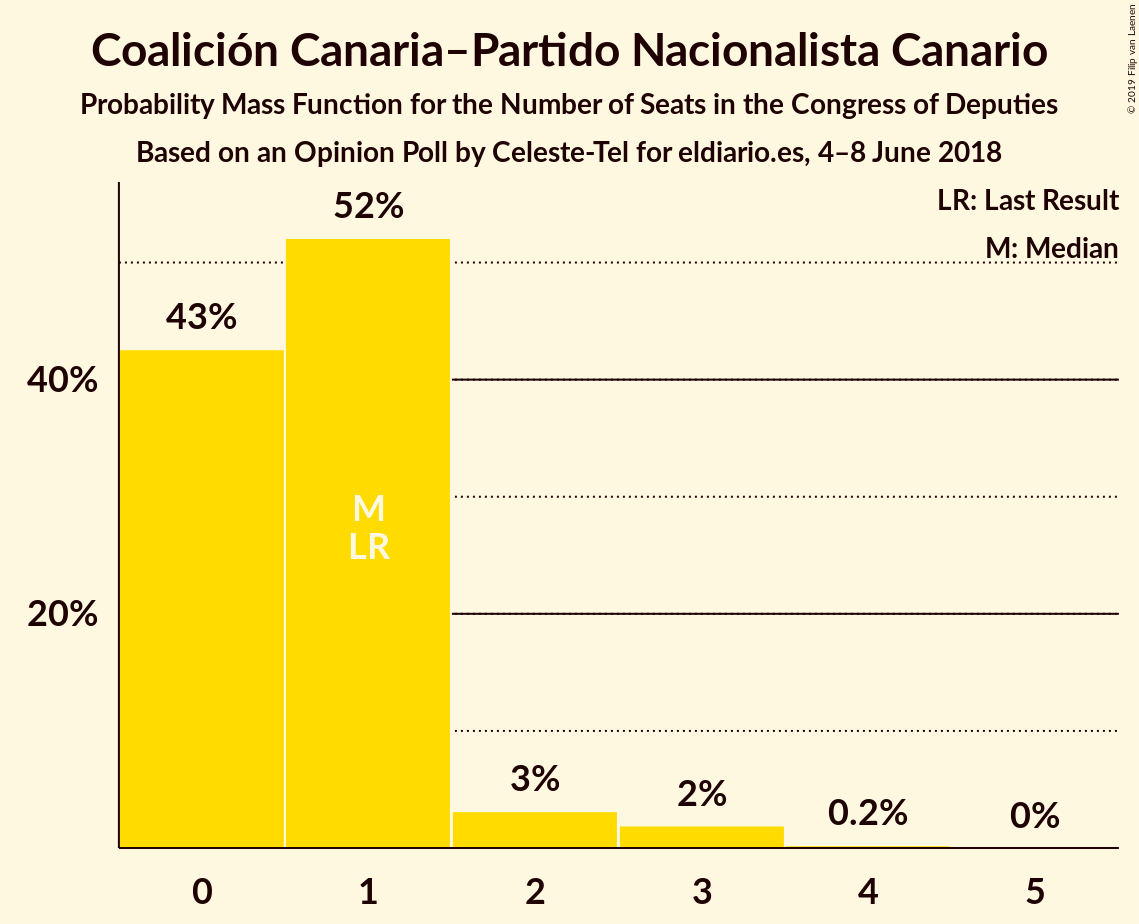 Coalición Canaria–Partido Nacionalista Canario
Probability Mass Function for the Number of Seats in the Congress of Deputies
Based on an Opinion Poll by Celeste-Tel for eldiario.es, 4–8 June 2018
© 2019 Filip van Laenen
LR: Last Result
M: Median
52%
43%
40%
M
LR
20%
3%
2%
0.2%
0%
0 1 2 3 4 5